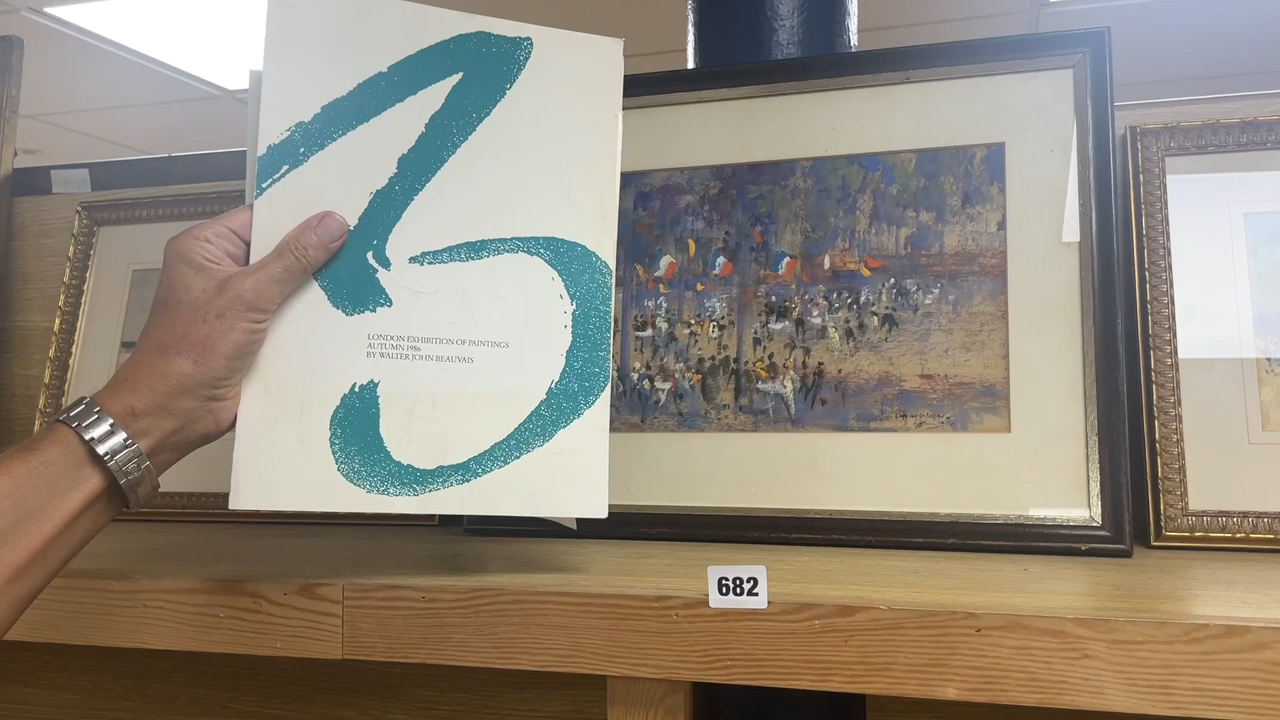 LONDON EXHIBITION OF PAINTINGS
AUTUMN 1986
BY WALTER JOHN BEAUVAIS
682